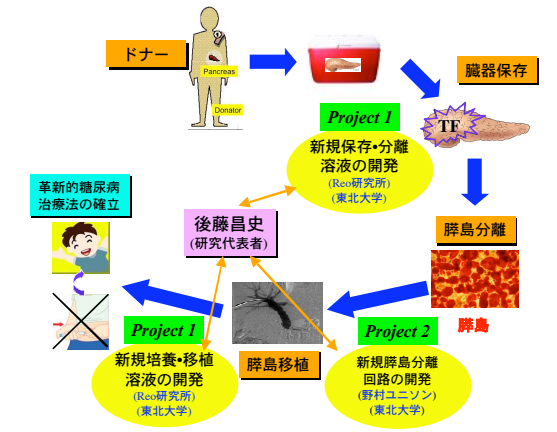 ドナー
Pancreas
Donator
臓器保存
TF
Project 1
新規保存•分離
溶液の開発
(Reo研究所)
(東北大学)
革新的糖尿病
治療法の確立
後藤昌史
(研究代表者)
膵島分離
膵島
Project 1
新規培養•移植
溶液の開発
(Reo研究所)
(東北大学)
膵島移植
Project 2
新規膵島分離
回路の開発
(野村ユニソン)
(東北大学)